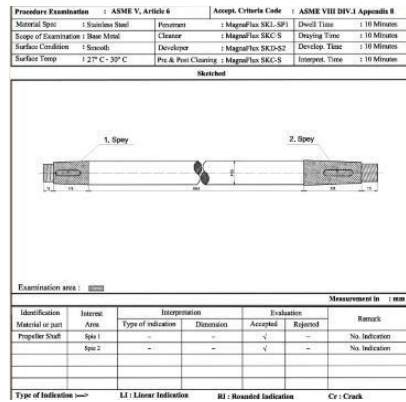 Procedure Examination : ASME V, Article 6 Accept. Criteria Code : ASME VIII DIV.1 Appendix 8
Material Spec : Stainless Steel Penetrant : MagnaFlux SKL-SP1 Dwell Time : 10 Minutes
Scope of Examination : Base Metal Cleaner : MagnaFlux SKC-S Draying Time : 10 Minutes
Surface Condition : Smooth Developer : MagnaFlux SKD-S2 Develop. Time : 10 Minutes
Surface Temp : 27° C - 30° C Pre & Post Cleaning : MagnaFlux SKC-S Interpret. Time : 10 Minutes
Sketched
1. Spey 2. Spey
Examination area :
Measurement in : mm
Identification Interest Interpretation Evaluation Remark
Material or part Area Type of indication Dimension Accepted Rejected
Propeller Shaft Spie 1 - - √ - No. Indication
Spie 2 - - √ - No. Indication
Type of Indication :==> LI : Linear Indication RI : Rounded Indication Cr : Crack